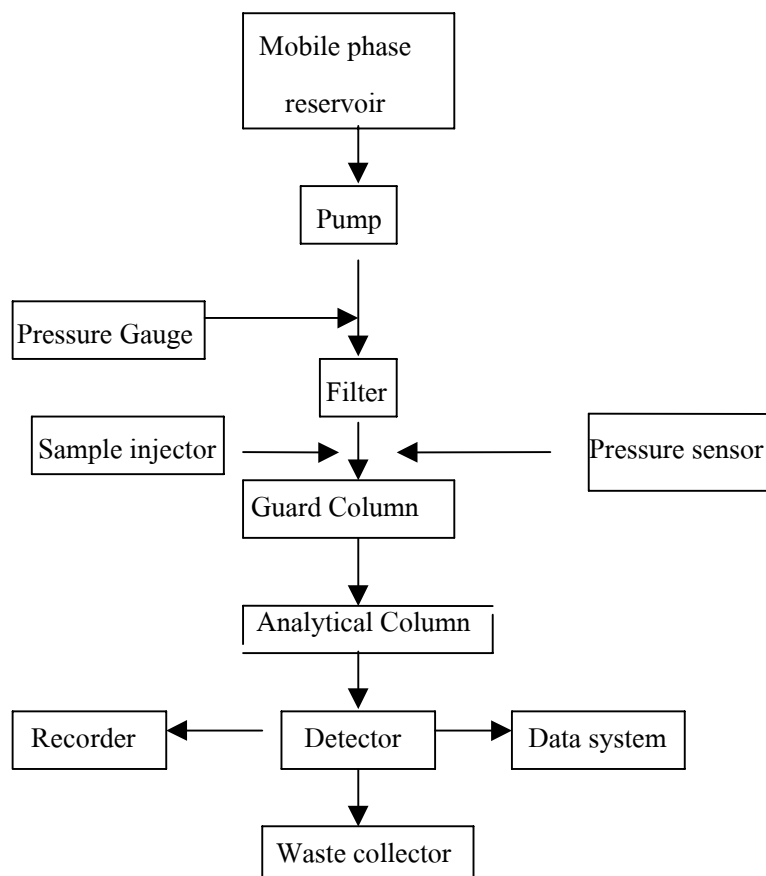 Mobile phase
reservoir
Pump
Pressure Gauge
Filter
Sample injector
Pressure sensor
Guard Column
Analytical Column
Recorder
Detector
Data system
Waste collector